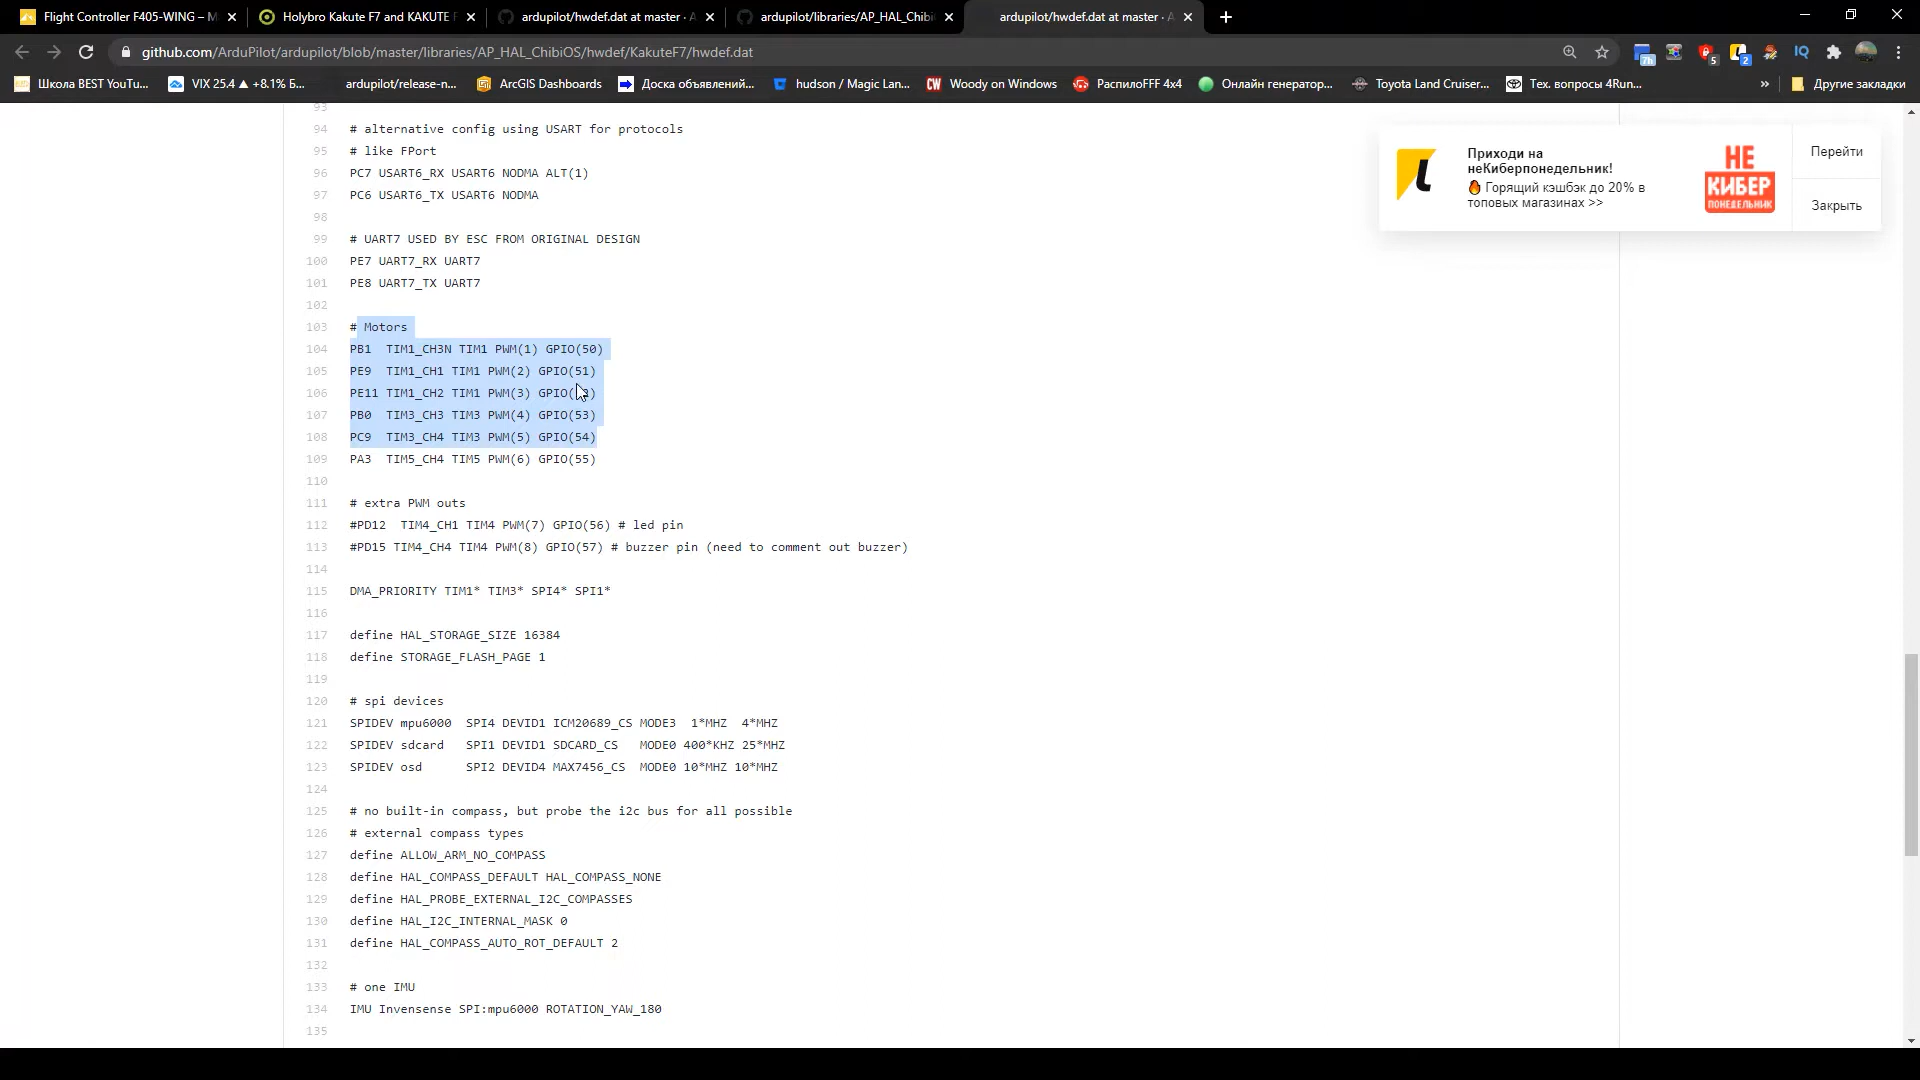 Flight Controller F405-WING – M
Holybro Kakute F7 and KAKUTE F
ardupilot/hwdef.dat at master · A
ardupilot/libraries/AP_HAL_Chibi
ardupilot/hwdef.dat at master · A
github.com/ArduPilot/ardupilot/blob/master/libraries/AP_HAL_ChibiOS/hwdef/KakuteF7/hwdef.dat
7h
5
2
IQ
Школа BEST YouTu...
VIX 25.4 ▲ +8.1% Б...
ardupilot/release-n...
ArcGIS Dashboards
Доска объявлений...
hudson / Magic Lan...
CW Woody on Windows
РаспилоFFF 4x4
Онлайн генератор...
Toyota Land Cruiser...
Тех. вопросы 4Run...
»
Другие закладки
93
94 # alternative config using USART for protocols
95 # like FPort
96 PC7 USART6_RX USART6 NODMA ALT(1)
97 PC6 USART6_TX USART6 NODMA
98
99 # UART7 USED BY ESC FROM ORIGINAL DESIGN
100 PE7 UART7_RX UART7
101 PE8 UART7_TX UART7
102
103 # Motors
104 PB1  TIM1_CH3N TIM1 PWM(1) GPIO(50)
105 PE9  TIM1_CH1 TIM1 PWM(2) GPIO(51)
106 PE11 TIM1_CH2 TIM1 PWM(3)
107 PB0  TIM3_CH3 TIM3 PWM(4) GPIO(53)
108 PC9  TIM3_CH4 TIM3 PWM(5) GPIO(54)
109 PA3  TIM5_CH4 TIM5 PWM(6) GPIO(55)
110
111 # extra PWM outs
112 #PD12  TIM4_CH1 TIM4 PWM(7) GPIO(56) # led pin
113 #PD15 TIM4_CH4 TIM4 PWM(8) GPIO(57) # buzzer pin (need to comment out buzzer)
114
115 DMA_PRIORITY TIM1* TIM3* SPI4* SPI1*
116
117 define HAL_STORAGE_SIZE 16384
118 define STORAGE_FLASH_PAGE 1
119
120 # spi devices
121 SPIDEV mpu6000  SPI4 DEVID1 ICM20689_CS MODE3  1*MHZ  4*MHZ
122 SPIDEV sdcard   SPI1 DEVID1 SDCARD_CS   MODE0 400*KHZ 25*MHZ
123 SPIDEV osd      SPI2 DEVID4 MAX7456_CS  MODE0 10*MHZ 10*MHZ
124
125 # no built-in compass, but probe the i2c bus for all possible
126 # external compass types
127 define ALLOW_ARM_NO_COMPASS
128 define HAL_COMPASS_DEFAULT HAL_COMPASS_NONE
129 define HAL_PROBE_EXTERNAL_I2C_COMPASSES
130 define HAL_I2C_INTERNAL_MASK 0
131 define HAL_COMPASS_AUTO_ROT_DEFAULT 2
132
133 # one IMU
134 IMU Invensense SPI:mpu6000 ROTATION_YAW_180
135
Приходи на
неКиберпонедельник!
🔥 Горящий кэшбэк до 20% в
топовых магазинах >>
НЕ
КИБЕР
ПОНЕДЕЛЬНИК
Перейти
Закрыть